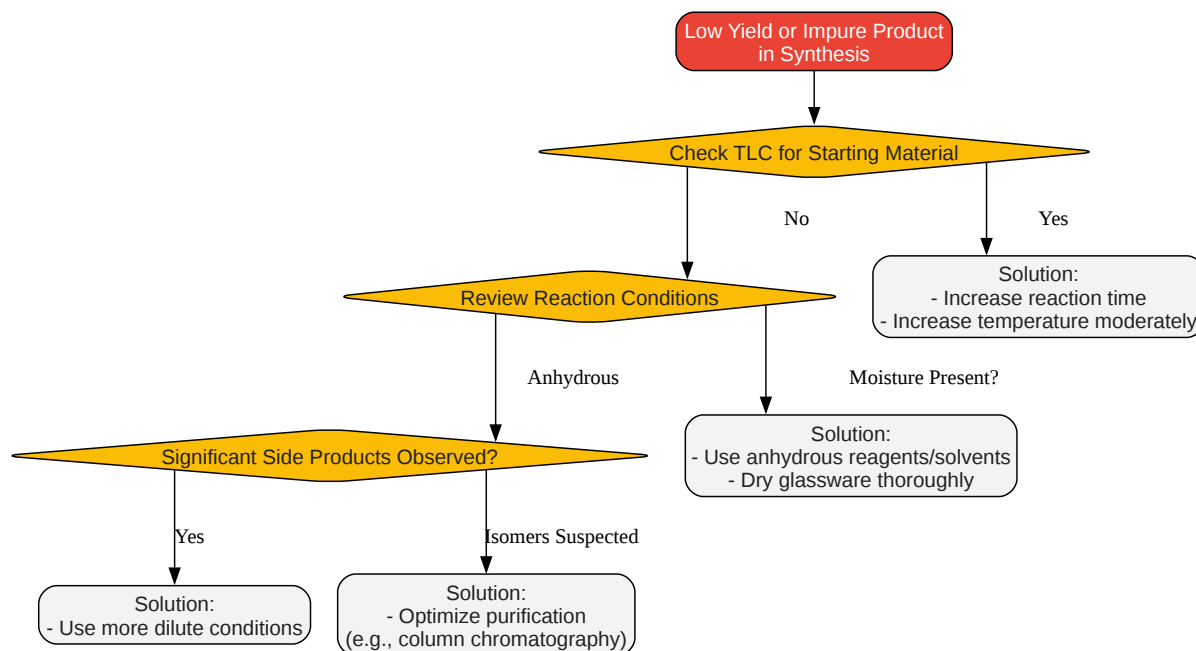 Low Yield or Impure Product
in Synthesis
Check TLC for Starting Material
No
Yes
Solution:
- Increase reaction time
- Increase temperature moderately
Review Reaction Conditions
Anhydrous
Moisture Present?
Solution:
- Use anhydrous reagents/solvents
- Dry glassware thoroughly
Significant Side Products Observed?
Yes
Isomers Suspected
Solution:
- Use more dilute conditions
Solution:
- Optimize purification
(e.g., column chromatography)